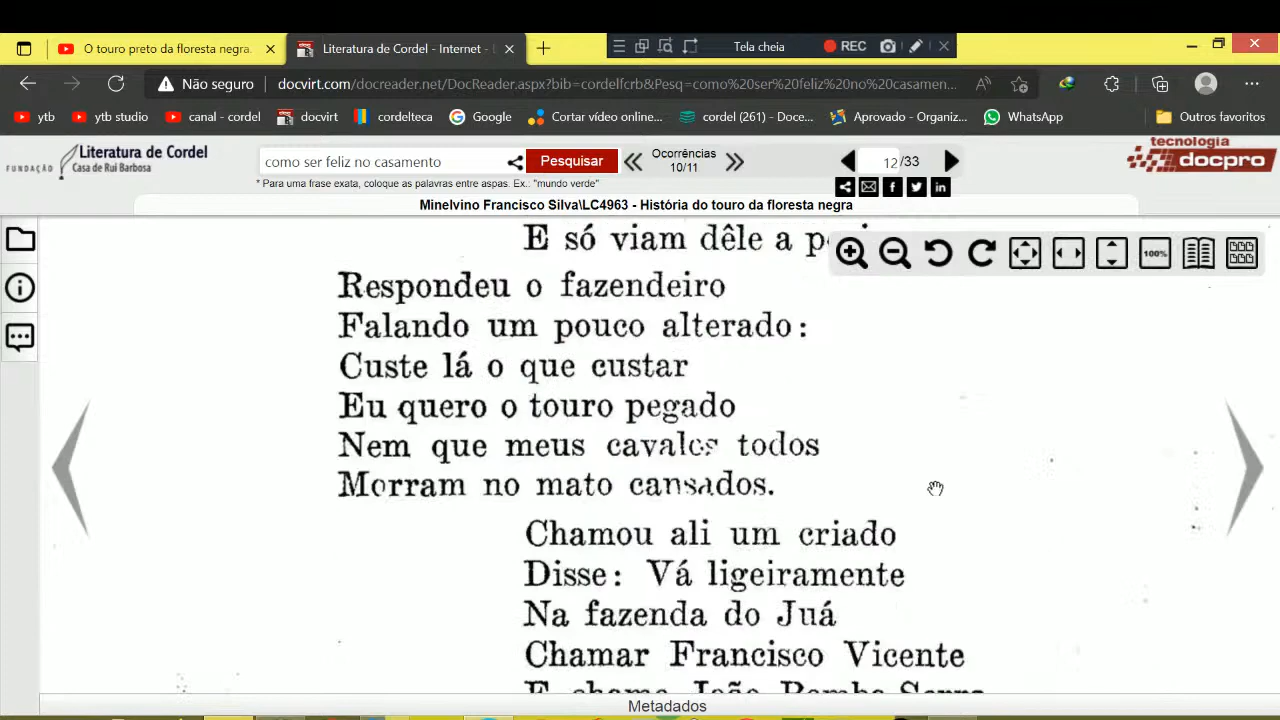 O touro preto da floresta negra.
Literatura de Cordel - Internet -
Tela cheia
REC
Não seguro
docvirt.com/docreader.net/DocReader.aspx?bib=cordelfcrb&Pesq=como%20ser%20feliz%20no%20casamen...
ytb
ytb studio
canal - cordel
docvirt
cordelteca
Google
Cortar vídeo online...
cordel (261) - Doce...
Aprovado - Organiz...
WhatsApp
Outros favoritos
FUNDAÇÃO
Literatura de Cordel
Casa de Rui Barbosa
como ser feliz no casamento
Pesquisar
Ocorrências
10/11
12 /33
tecnologia
docpro
* Para uma frase exata, coloque as palavras entre aspas. Ex.: "mundo verde"
Minelvino Francisco Silva\LC4963 - História do touro da floresta negra
100%
E só viam dêle a
Respondeu o fazendeiro
Falando um pouco alterado:
Custe lá o que custar
Eu quero o touro pegado
Nem que meus cavalos todos
Morram no mato cansados.
Chamou ali um criado
Disse: Vá ligeiramente
Na fazenda do Juá
Chamar Francisco Vicente
E chame João Bomba Serra
Metadados